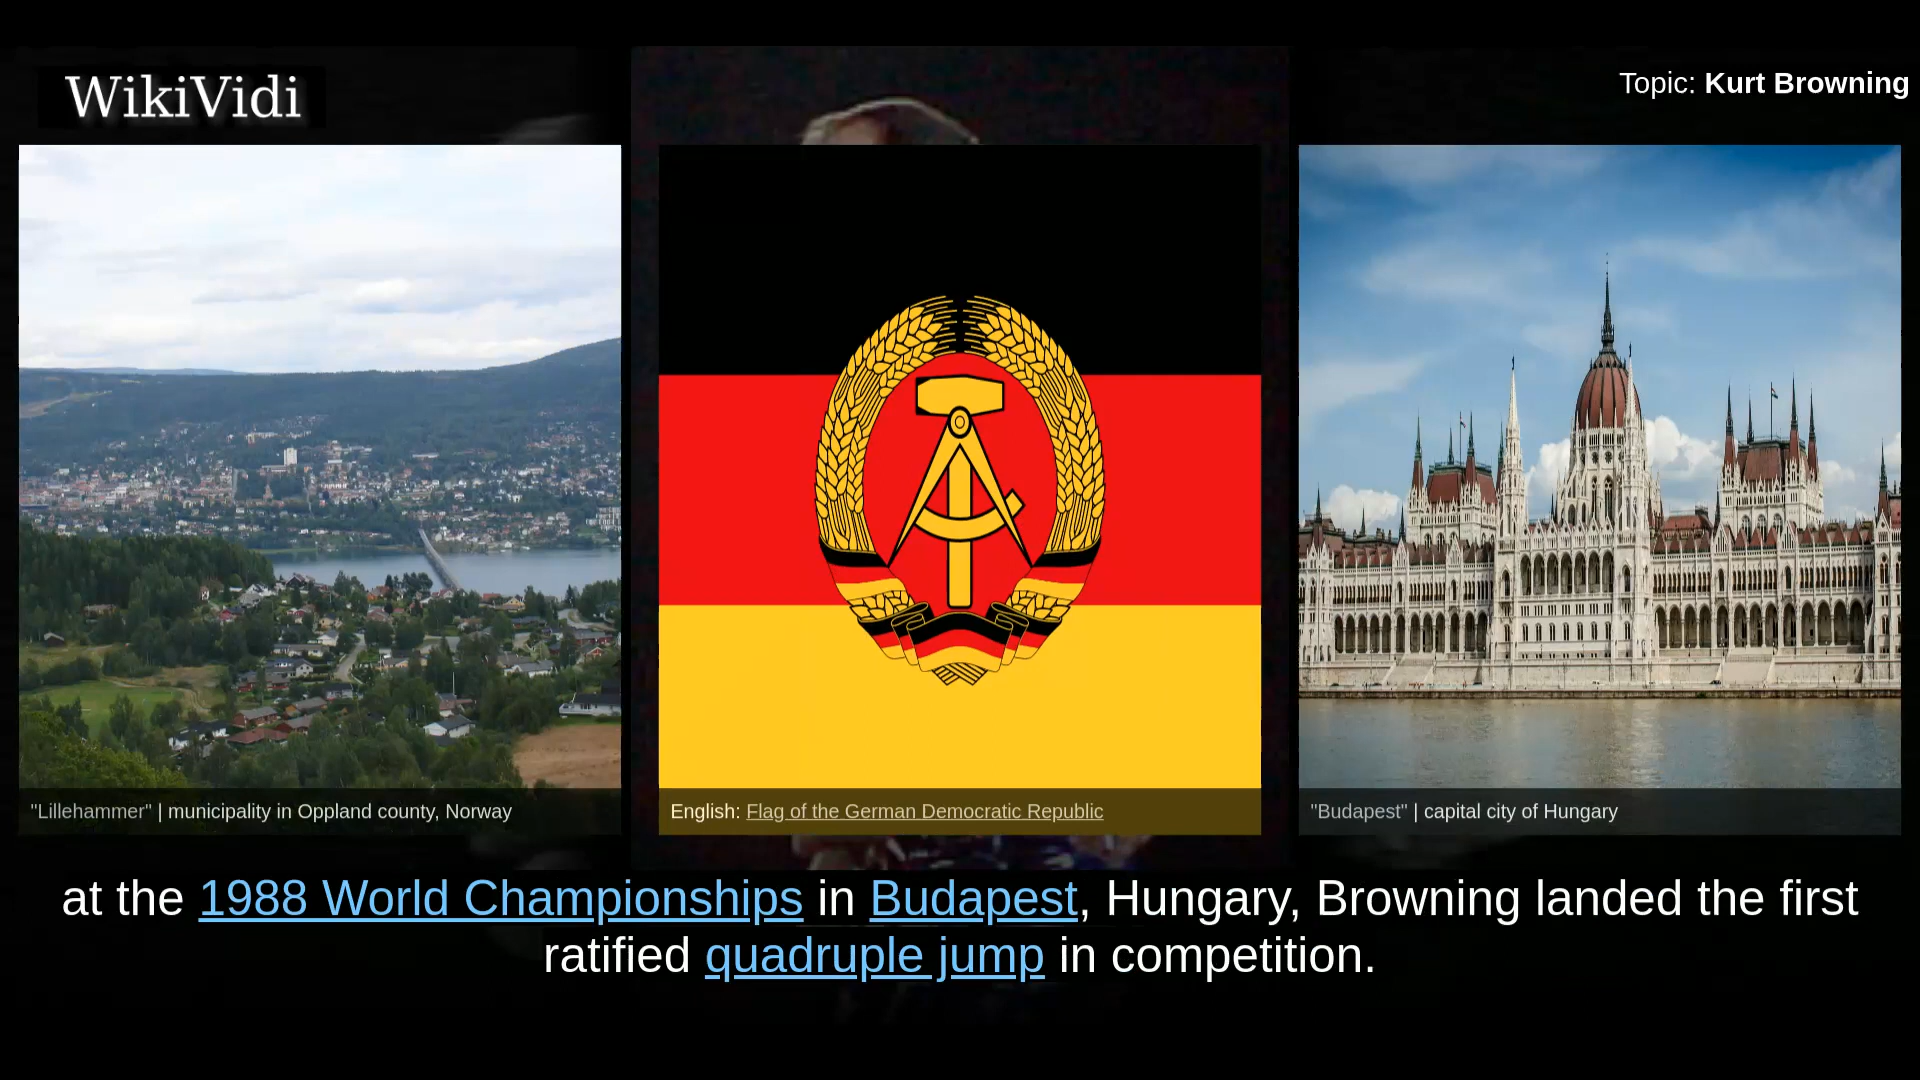 WikiVidi
Topic: Kurt Browning
"Lillehammer" | municipality in Oppland county, Norway
English: Flag of the German Democratic Republic
"Budapest" | capital city of Hungary
at the 1988 World Championships in Budapest, Hungary, Browning landed the first
ratified quadruple jump in competition.